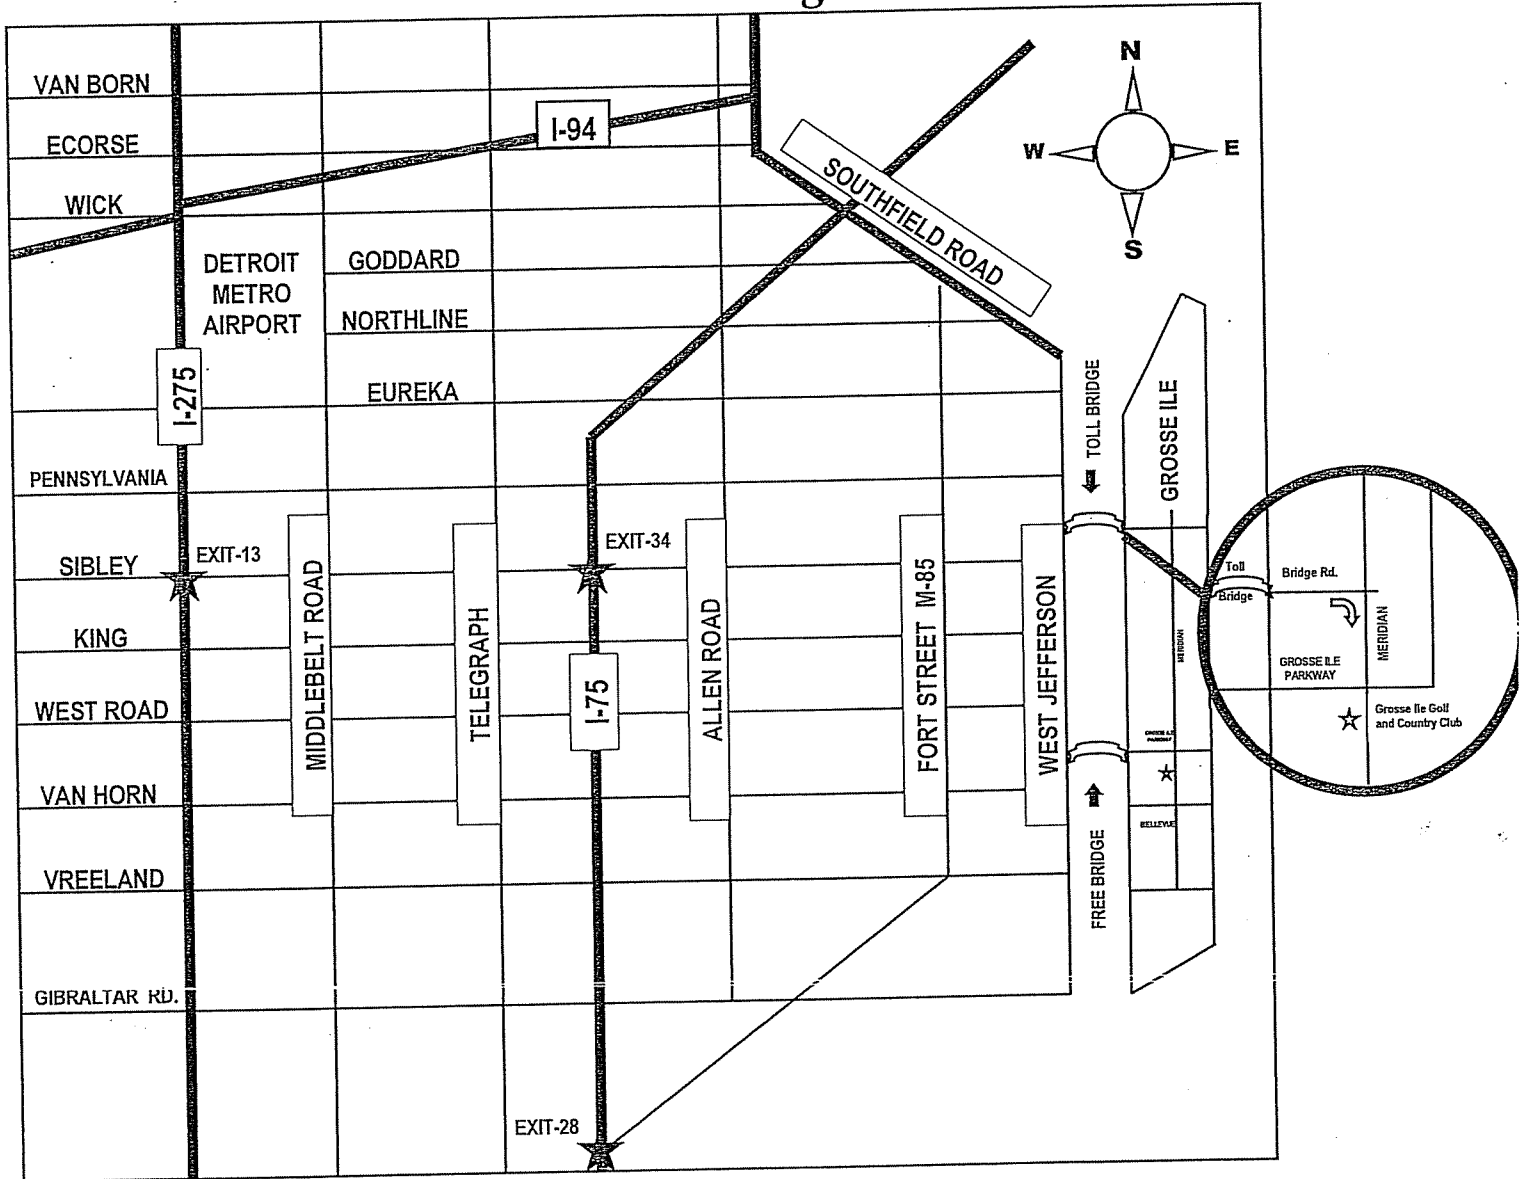 VAN BORN
ECORSE
WICK
I-94
SOUTHFIELD ROAD
N
W
E
S
DETROIT
METRO
AIRPORT
GODDARD
NORTHLINE
EUREKA
I-275
TOLL BRIDGE
GROSSE ILE
PENNSYLVANIA
SIBLEY
EXIT-13
EXIT-34
KING
WEST ROAD
VAN HORN
VREELAND
GIBRALTAR RD.
MIDDLEBELT ROAD
TELEGRAPH
I-75
ALLEN ROAD
FORT STREET M-85
WEST JEFFERSON
FREE BRIDGE
MERIDIAN
GROSSE ILE
PARKWAY
BELLEVUE
Toll
Bridge
Bridge Rd.
MERIDIAN
GROSSE ILE
PARKWAY
Grosse Ile Golf
and Country Club
EXIT-28